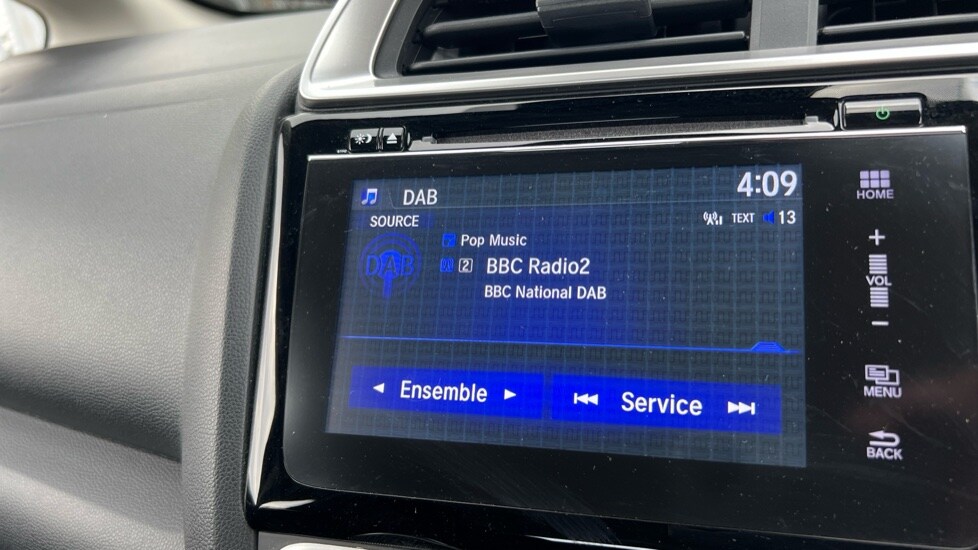 DAB
4:09
SOURCE
TEXT 13
DAB
Pop Music
2 BBC Radio2
BBC National DAB
Ensemble
Service
HOME
+
VOL
−
MENU
BACK